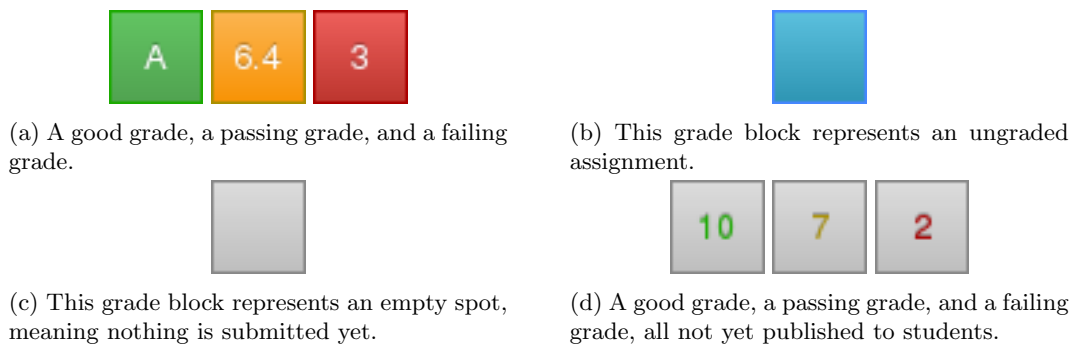 A 6.4 3
(a) A good grade, a passing grade, and a failing
grade.
(b) This grade block represents an ungraded
assignment.
(c) This grade block represents an empty spot,
meaning nothing is submitted yet.
10 7 2
(d) A good grade, a passing grade, and a failing
grade, all not yet published to students.